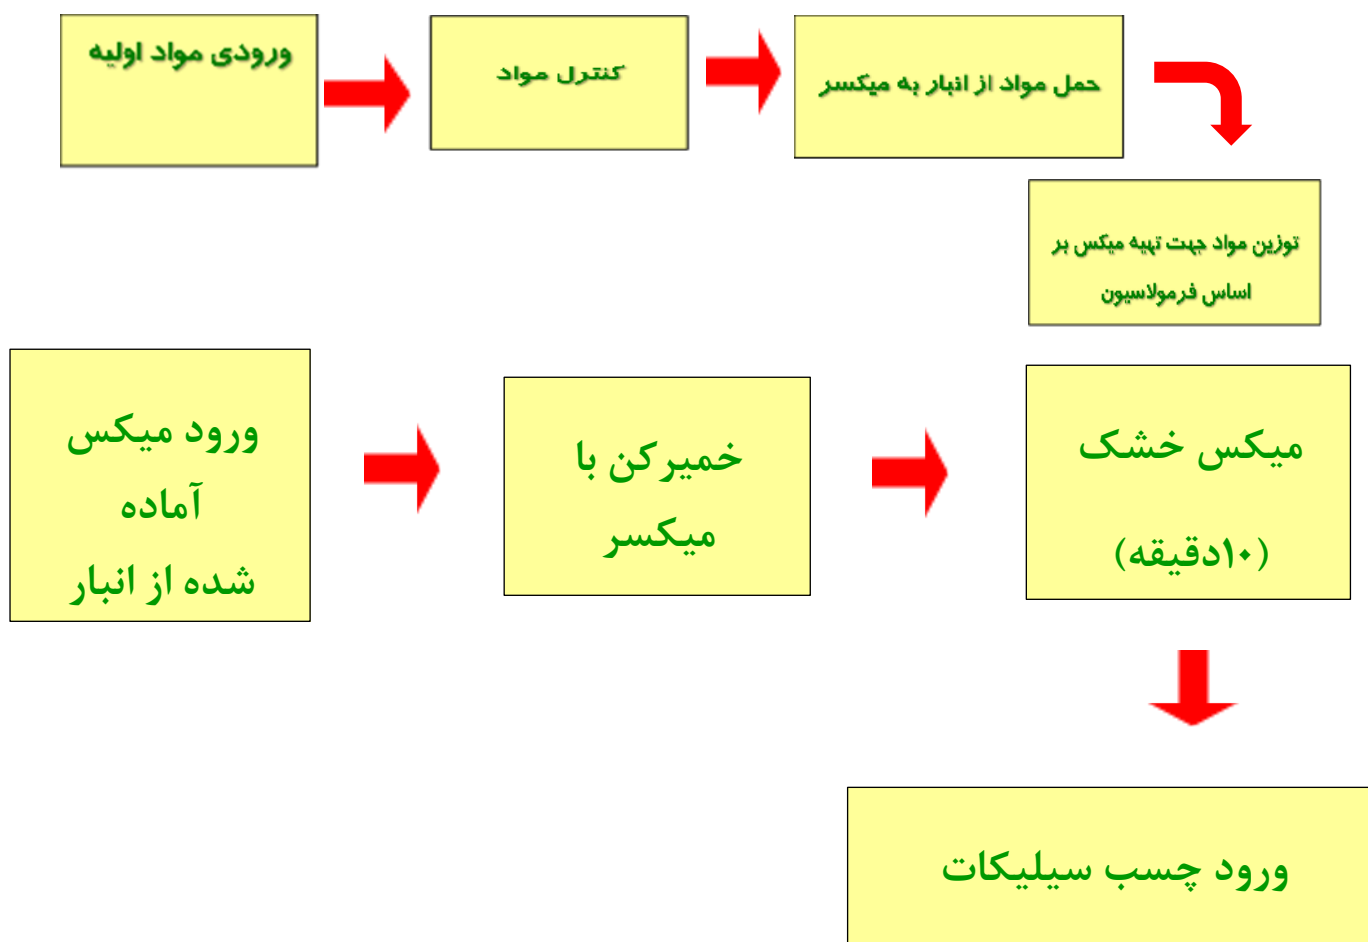 ورودی مواد اولیه
کنترل مواد
حمل مواد از انبار به میکسر
توزین مواد جهت تهیه میکس بر
اساس فرمولاسیون
ورود میکس
آماده
شده از انبار
خمیرکن با
میکسر
میکس خشک
(۱۰دقیقه)
ورود چسب سیلیکات